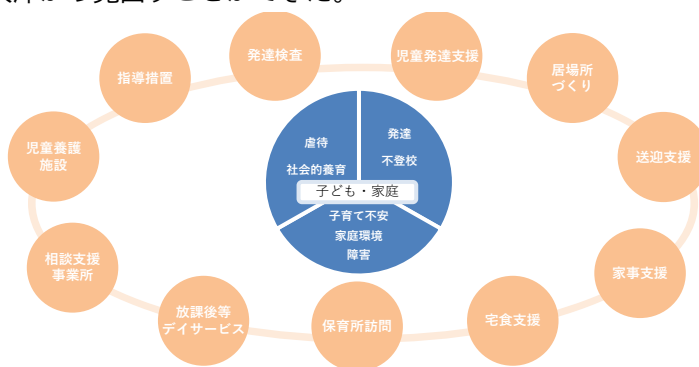 発達検査
児童発達支援
指導措置
居場所
づくり
児童養護
施設
送迎支援
虐待
社会的養育
発達
不登校
子ども・家庭
子育て不安
家庭環境
障害
相談支援
事業所
家事支援
放課後等
デイサービス
保育所訪問
宅食支援